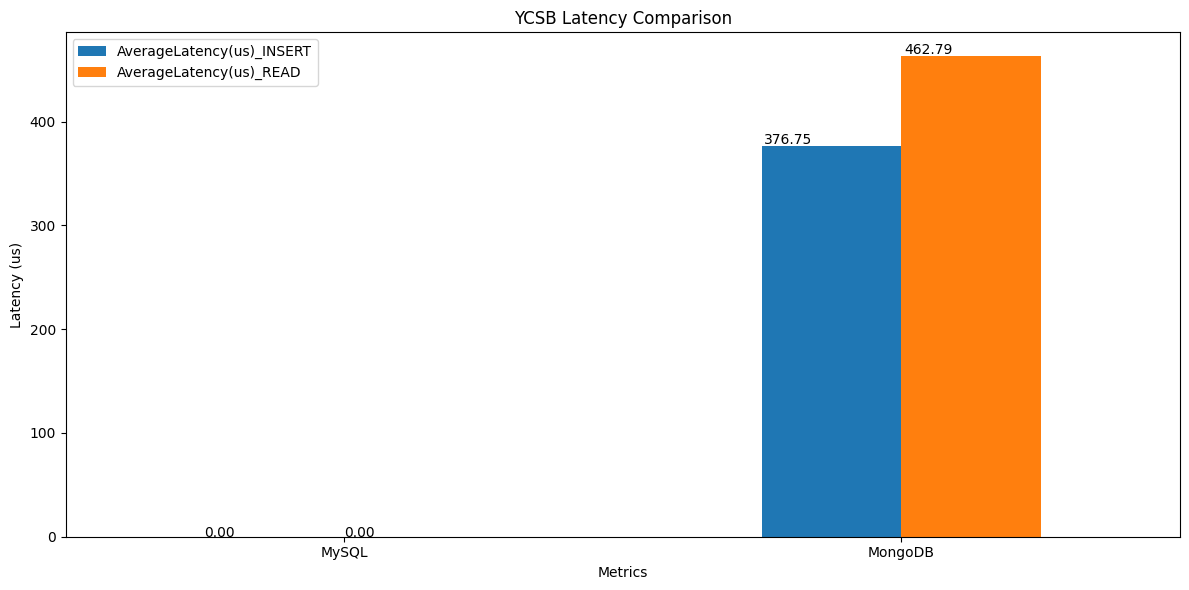 YCSB Latency Comparison
AverageLatency(us)_INSERT
AverageLatency(us)_READ
462.79
376.75
0.00
0.00
Latency (us)
400
300
200
100
0
MySQL
MongoDB
Metrics